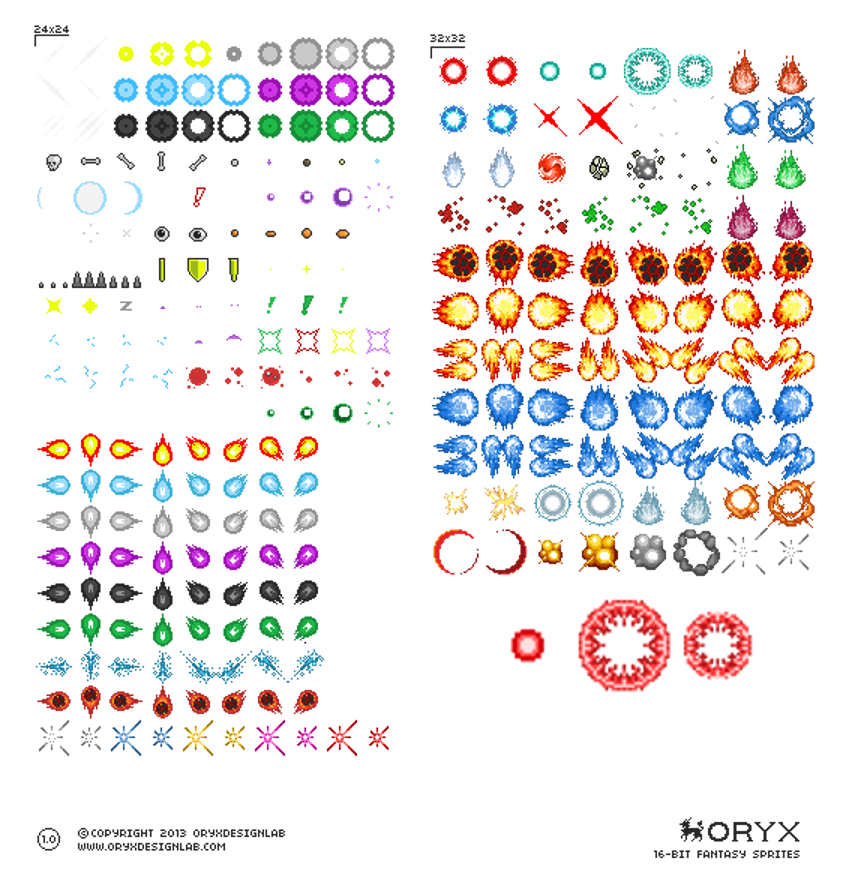 24x24
32x32
1.0
©COPYRIGHT 2013 ORYXDESIGNLAB
WWW.ORYXDESIGNLAB.COM
ORYX
16-BIT FANTASY SPRITES